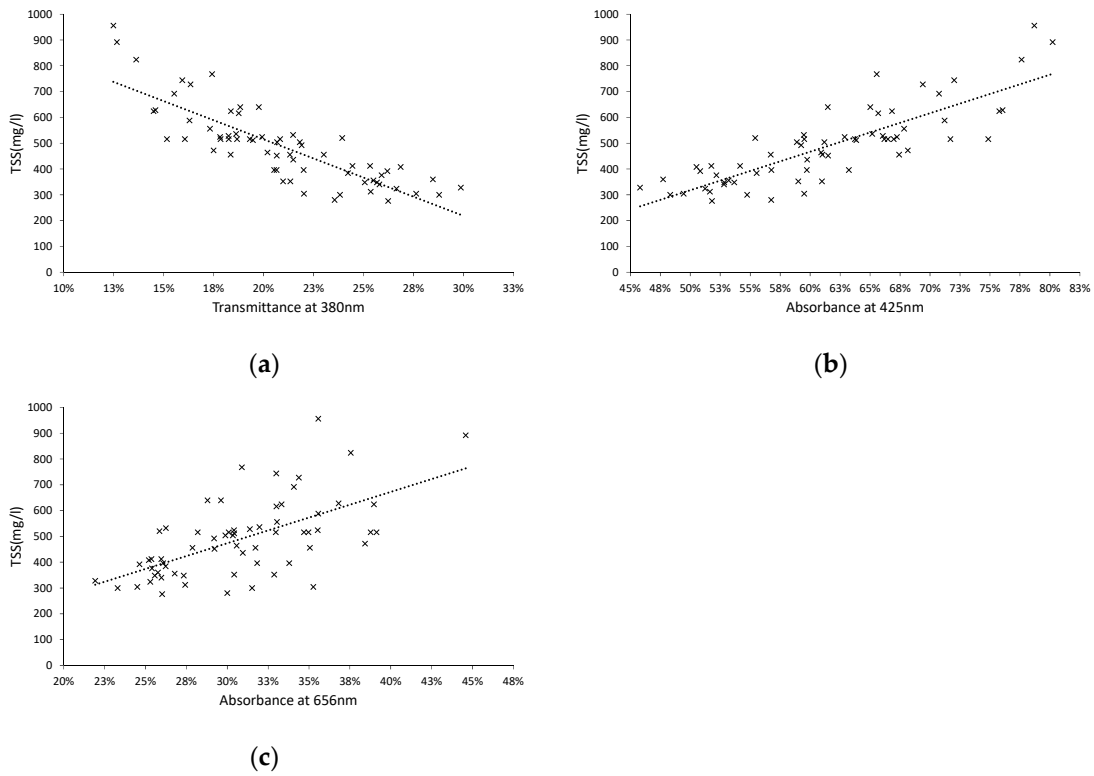 1000
900
800
700
600
500
400
300
200
100
0
TSS(mg/l)
10% 13% 15% 18% 20% 23% 25% 28% 30% 33%
Transmittance at 380nm
(a)
1000
900
800
700
600
500
400
300
200
100
0
TSS(mg/l)
45% 48% 50% 53% 55% 58% 60% 63% 65% 68% 70% 73% 75% 78% 80% 83%
Absorbance at 425nm
(b)
1000
900
800
700
600
500
400
300
200
100
0
TSS(mg/l)
20% 23% 25% 28% 30% 33% 35% 38% 40% 43% 45% 48%
Absorbance at 656nm
(c)